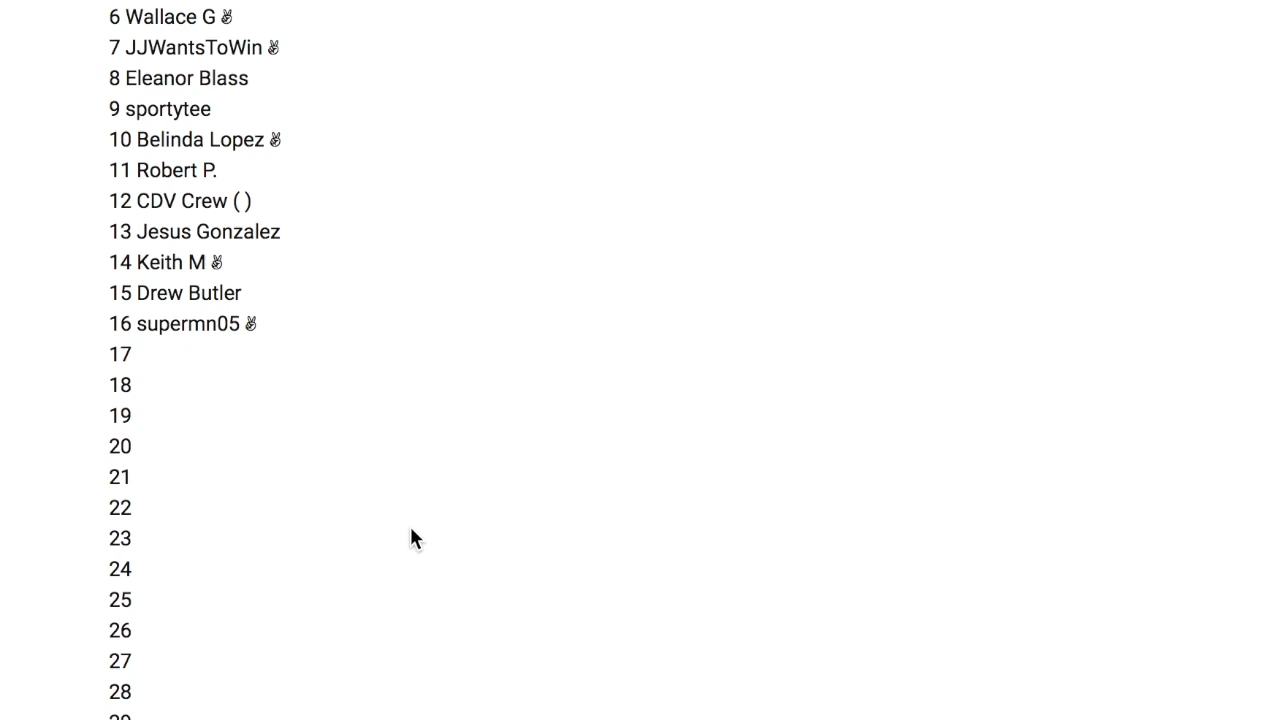 6 Wallace G ✌
7 JJWantsToWin ✌
8 Eleanor Blass
9 sportytee
10 Belinda Lopez ✌
11 Robert P.
12 CDV Crew ( )
13 Jesus Gonzalez
14 Keith M ✌
15 Drew Butler
16 supermn05 ✌
17
18
19
20
21
22
23
24
25
26
27
28
29